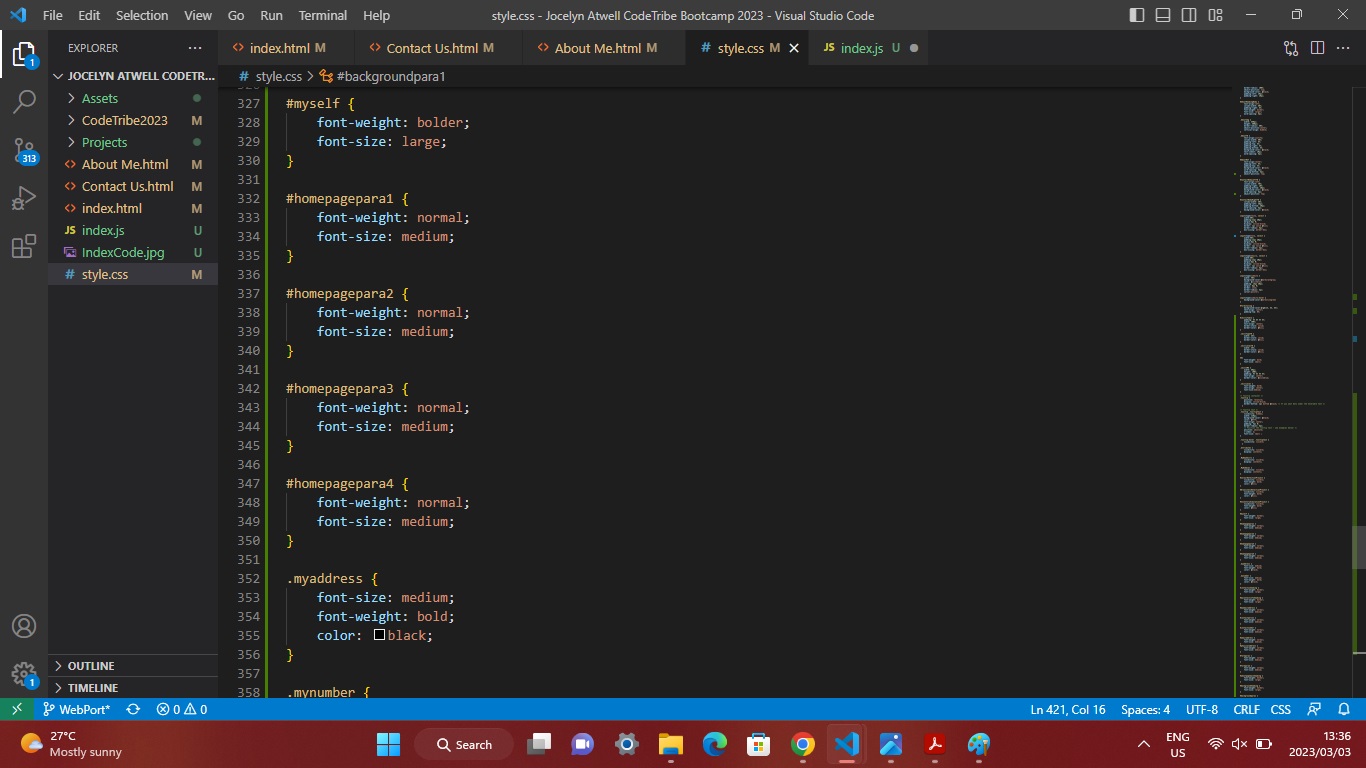 File Edit Selection View Go Run Terminal Help style.css - Jocelyn Atwell CodeTribe Bootcamp 2023 - Visual Studio Code
EXPLORER
index.html M Contact Us.html M About Me.html M # style.css M index.js U
JOCELYN ATWELL CODETR...
# style.css > #backgroundpara1
Assets
CodeTribe2023 M
Projects
About Me.html M
Contact Us.html M
index.html M
JS index.js U
IndexCode.jpg U
# style.css M
327 #myself {
328 font-weight: bolder;
329 font-size: large;
330 }
331
332 #homepagepara1 {
333 font-weight: normal;
334 font-size: medium;
335 }
336
337 #homepagepara2 {
338 font-weight: normal;
339 font-size: medium;
340 }
341
342 #homepagepara3 {
343 font-weight: normal;
344 font-size: medium;
345 }
346
347 #homepagepara4 {
348 font-weight: normal;
349 font-size: medium;
350 }
351
352 .myaddress {
353 font-size: medium;
354 font-weight: bold;
355 color: black;
356 }
357
358 .mynumber {
1
313
1
OUTLINE
TIMELINE
WebPort* 0 0 Ln 421, Col 16 Spaces: 4 UTF-8 CRLF CSS
27°C
Mostly sunny
Search
ENG
US
13:36
2023/03/03